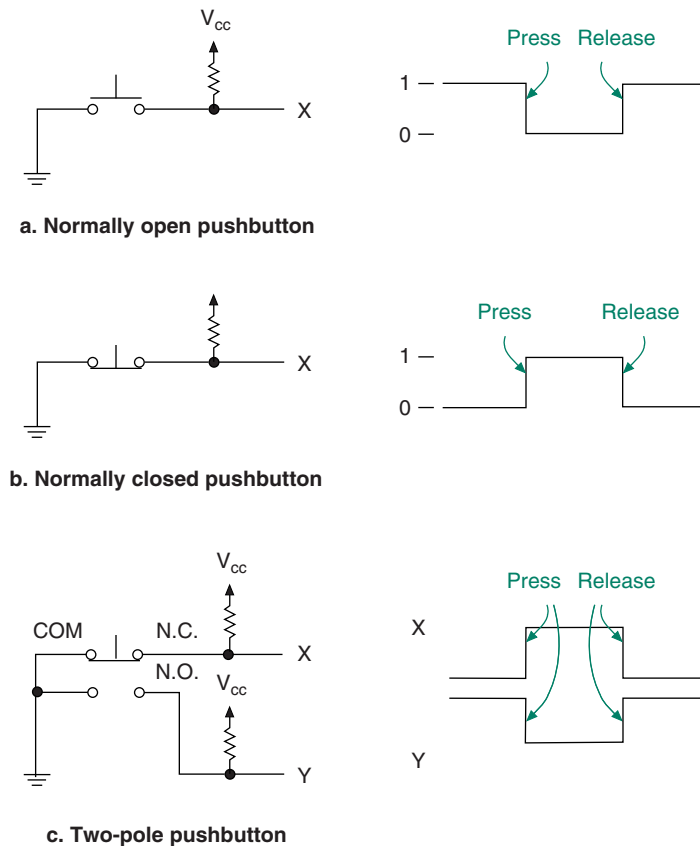 Vcc
X
Press Release
1
0
a. Normally open pushbutton
X
Press Release
1
0
b. Normally closed pushbutton
Vcc
COM N.C.
X
N.O.
Vcc
Y
Press Release
X
Y
c. Two-pole pushbutton